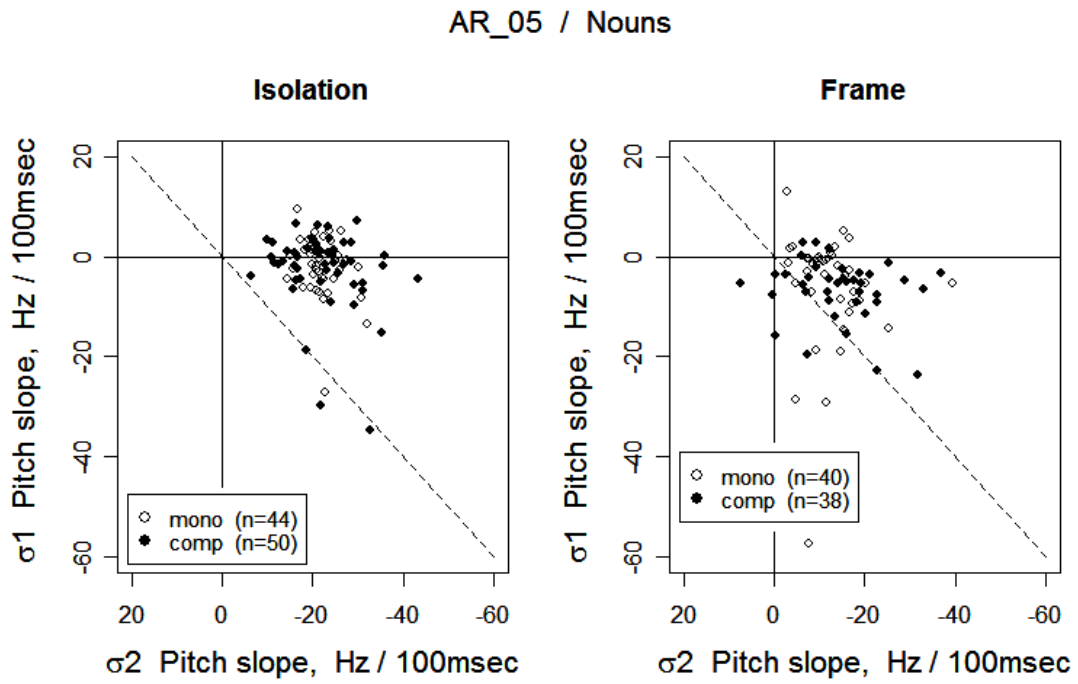 AR_05 / Nouns
Isolation
σ1 Pitch slope, Hz / 100msec
20
0
-20
-40
-60
mono (n=44)
comp (n=50)
20 0 -20 -40 -60
σ2 Pitch slope, Hz / 100msec
Frame
σ1 Pitch slope, Hz / 100msec
20
0
-20
-40
-60
mono (n=40)
comp (n=38)
20 0 -20 -40 -60
σ2 Pitch slope, Hz / 100msec